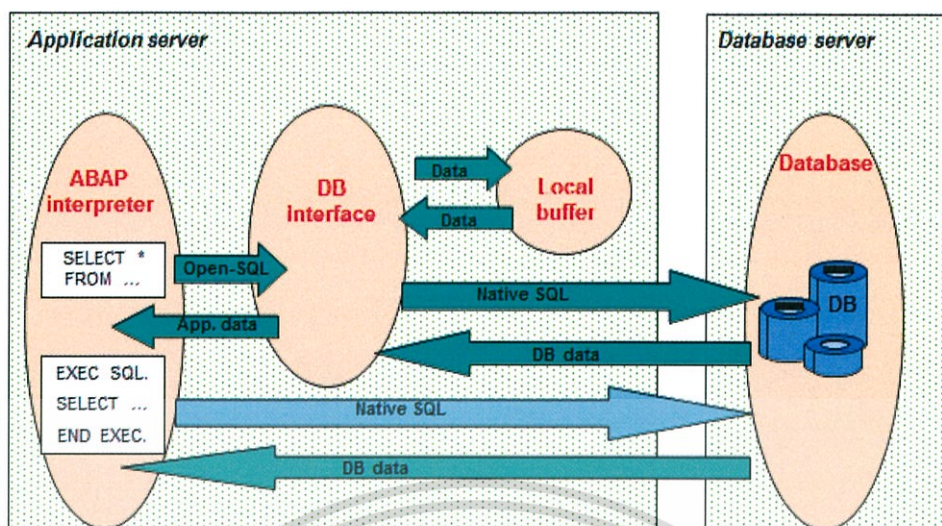 Application server
Database server
ABAP
interpreter
DB
interface
Data
Data
Local
buffer
Database
SELECT *
FROM ...
Open-SQL
App. data
Native SQL
DB data
DB
EXEC SQL.
SELECT ...
END EXEC.
Native SQL
DB data